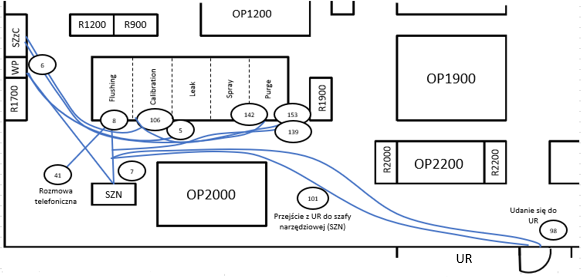 SZzC
WP
R1700
R1200
R900
OP1200
OP1900
Flushing
Calibration
Leak
Spray
Purge
R1900
6
8
106
5
142
153
139
41
Rozmowa
telefoniczna
7
SZN
OP2000
101
Przejście z UR do szafy
narzędziowej (SZN)
R2000
OP2200
R2200
Udanie się do
UR
98
UR